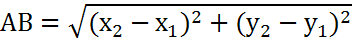 AB = √((x₂ − x₁)² + (y₂ − y₁)²)